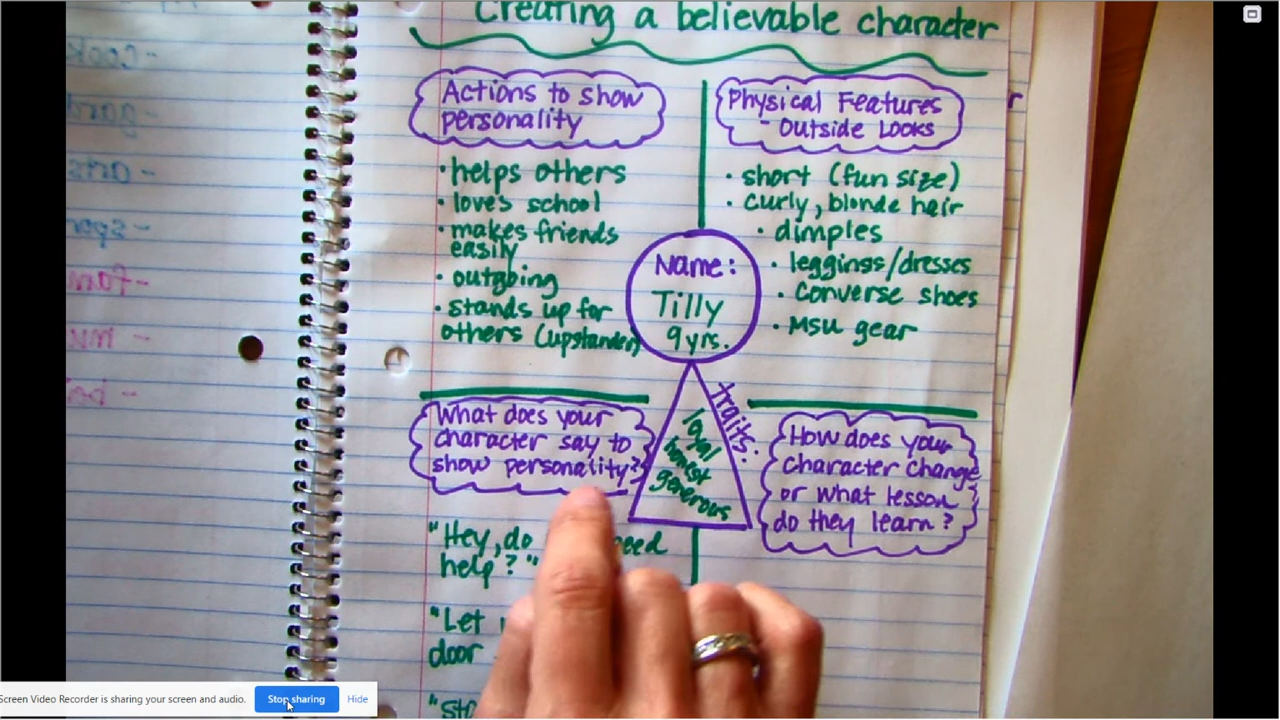 Creating a believable character
Actions to show
personality
• helps others
• loves school
• makes friends
easily
• outgoing
• stands up for
others (upstander)
Physical Features
- Outside Looks
• short (fun size)
• curly, blonde hair
• dimples
• leggings/dresses
• Converse shoes
• MSU gear
Name:
Tilly
9 yrs.
traits:
loyal
honest
generous
What does your
character say to
show personality?
"Hey, do need
help?"
"Let
door
How does your
character change
or what lesson
do they learn?
Screen Video Recorder is sharing your screen and audio.
Stop sharing
Hide